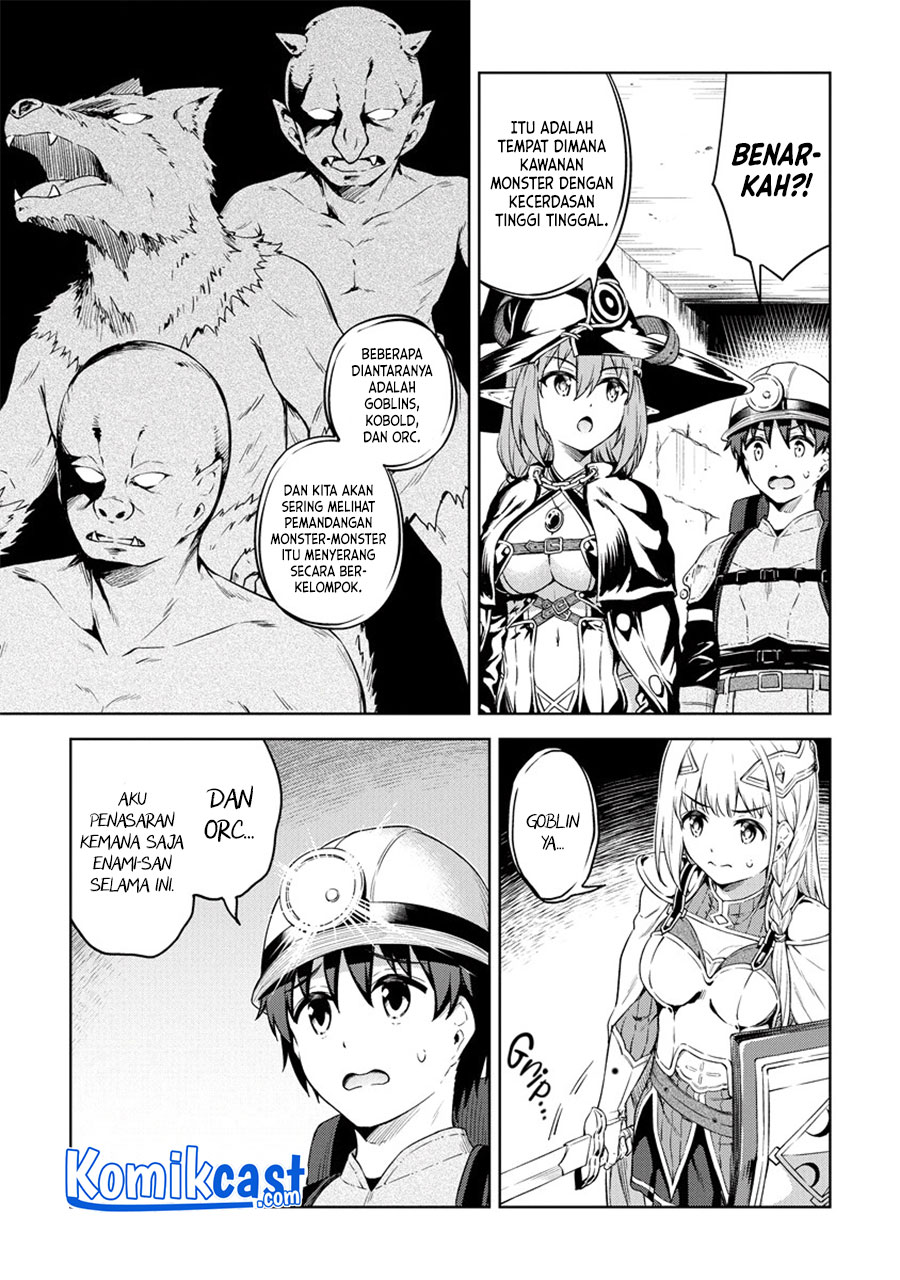 BENAR-
KAH?!
ITU ADALAH
TEMPAT DIMANA
KAWANAN
MONSTER DENGAN
KECERDASAN
TINGGI TINGGAL.
BEBERAPA
DIANTARANYA
ADALAH
GOBLINS,
KOBOLD,
DAN ORC.
DAN KITA AKAN
SERING MELIHAT
PEMANDANGAN
MONSTER-MONSTER
ITU MENYERANG
SECARA BER-
KELOMPOK.
GOBLIN
YA...
Grip...
DAN
ORC...
AKU
PENASARAN
KEMANA SAJA
ENAMI-SAN
SELAMA INI.
Komikcast
.com